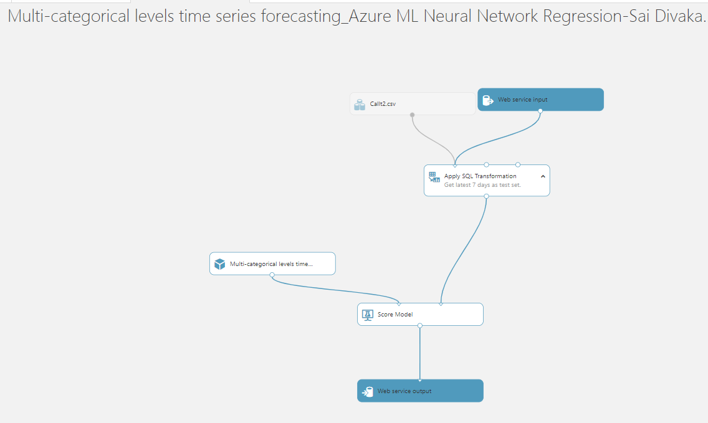 Multi-categorical levels time series forecasting_Azure ML Neural Network Regression-Sai Divaka.
CalIt2.csv
Web service input
Apply SQL Transformation
Get latest 7 days as test set.
Multi-categorical levels time...
Score Model
Web service output